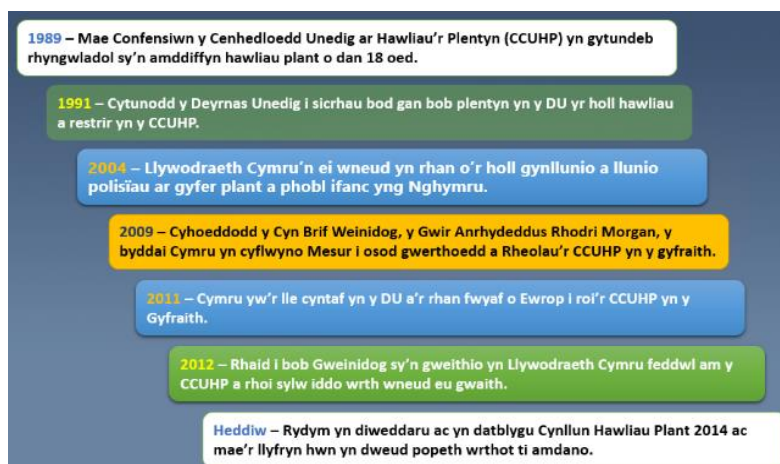 1989 – Mae Confensiwn y Cenhedloedd Unedig ar Hawliau'r Plentyn (CCUHP) yn gytundeb
rhyngwladol sy'n amddiffyn hawliau plant o dan 18 oed.
1991 – Cytunodd y Deyrnas Unedig i sicrhau bod gan bob plentyn yn y DU yr holl hawliau
a restrir yn y CCUHP.
2004 – Llywodraeth Cymru'n ei wneud yn rhan o'r holl gynllunio a llunio
polisïau ar gyfer plant a phobl ifanc yng Nghymru.
2009 – Cyhoeddodd y Cyn Brif Weinidog, y Gwir Anrhydeddus Rhodri Morgan, y
byddai Cymru yn cyflwyno Mesur i osod gwerthoedd a Rheolau'r CCUHP yn y gyfraith.
2011 – Cymru yw'r lle cyntaf yn y DU a'r rhan fwyaf o Ewrop i roi'r CCUHP yn y
Gyfraith.
2012 – Rhaid i bob Gweinidog sy'n gweithio yn Llywodraeth Cymru feddwl am y
CCUHP a rhoi sylw iddo wrth wneud eu gwaith.
Heddiw – Rydym yn diweddaru ac yn datblygu Cynllun Hawliau Plant 2014 ac
mae'r llyfryn hwn yn dweud popeth wrthot ti amdano.